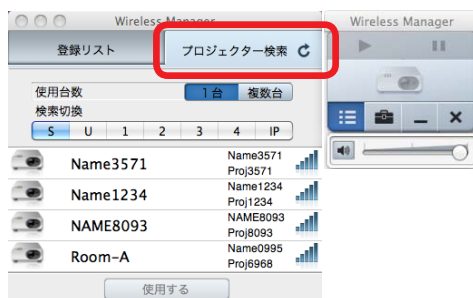 Wireless Manager
登録リスト
プロジェクター検索
使用台数
1台
複数台
検索切換
S U 1 2 3 4 IP
Name3571
Name3571
Proj3571
Name1234
Name1234
Proj1234
NAME8093
NAME8093
Proj8093
Room-A
Name0995
Proj6968
使用する
Wireless Manager